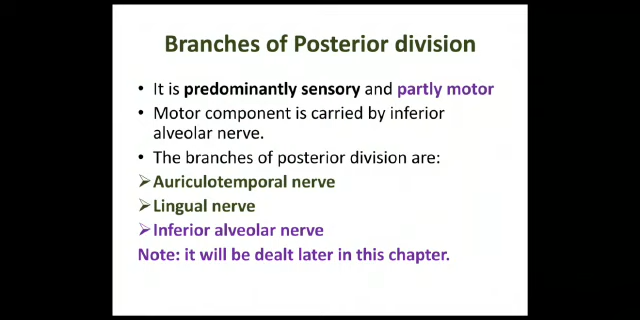 Branches of Posterior division
• It is predominantly sensory and partly motor
• Motor component is carried by inferior
alveolar nerve.
• The branches of posterior division are:
➢Auriculotemporal nerve
➢Lingual nerve
➢Inferior alveolar nerve
Note: it will be dealt later in this chapter.